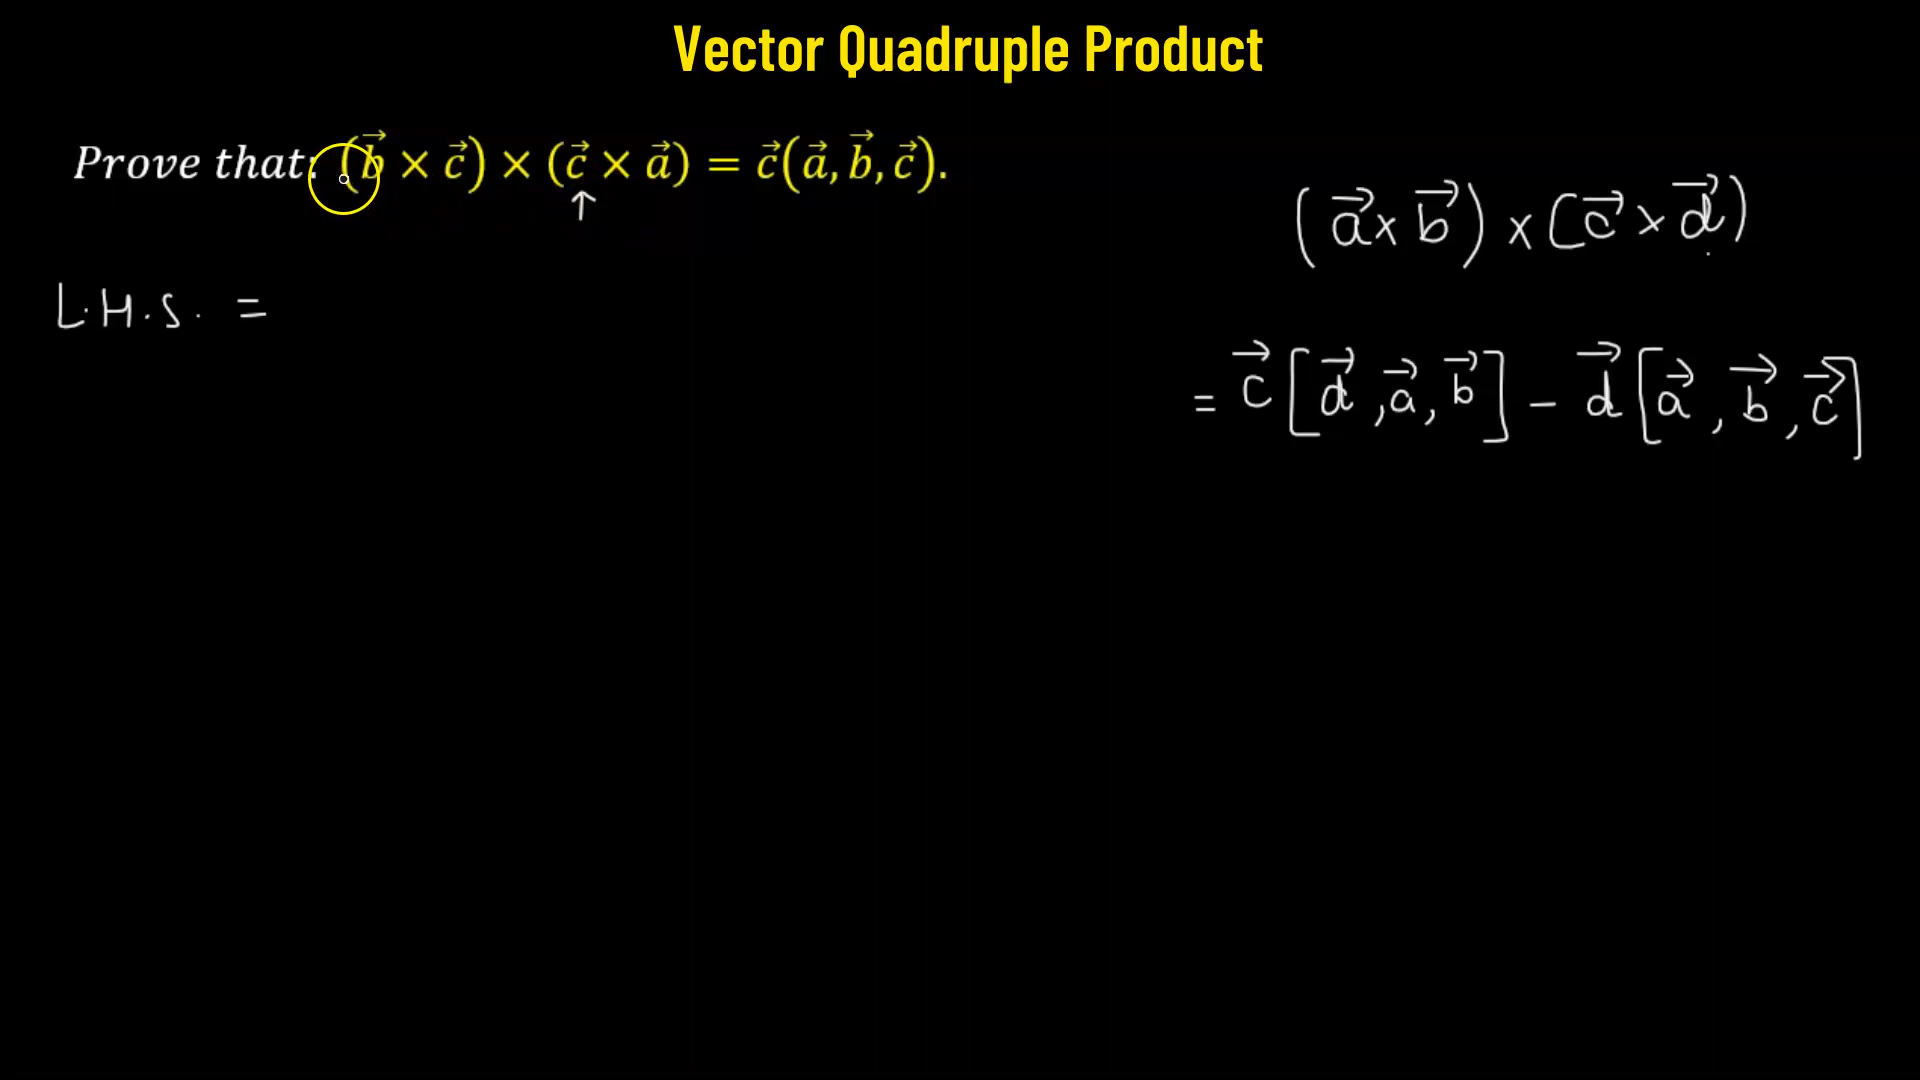 Vector Quadruple Product
Prove that: (b⃗ × c⃗) × (c⃗ × a⃗) = c⃗(a⃗, b⃗, c⃗).
↑
L.H.S. =
(a⃗ × b⃗) × (c⃗ × d⃗)
= c⃗ [d⃗, a⃗, b⃗] − d⃗ [a⃗, b⃗, c⃗]